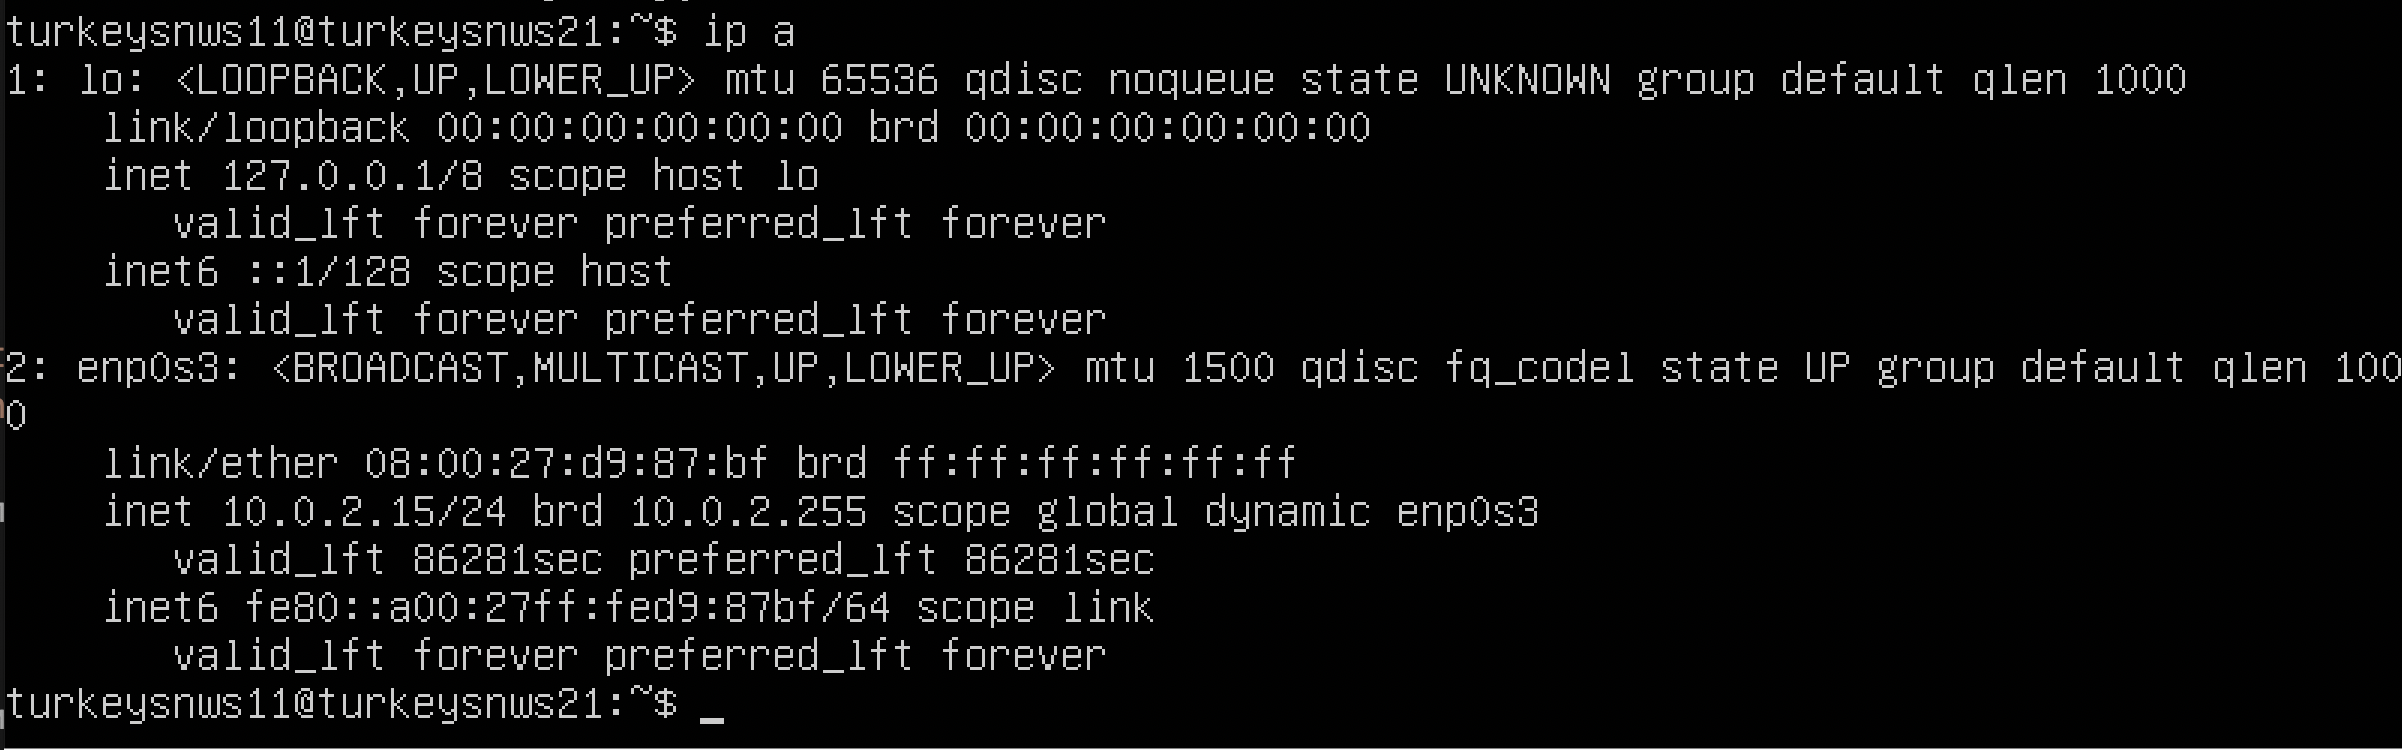 turkeysnws11@turkeysnws21:~$ ip a
1: lo: <LOOPBACK,UP,LOWER_UP> mtu 65536 qdisc noqueue state UNKNOWN group default qlen 1000
    link/loopback 00:00:00:00:00:00 brd 00:00:00:00:00:00
    inet 127.0.0.1/8 scope host lo
       valid_lft forever preferred_lft forever
    inet6 ::1/128 scope host
       valid_lft forever preferred_lft forever
2: enp0s3: <BROADCAST,MULTICAST,UP,LOWER_UP> mtu 1500 qdisc fq_codel state UP group default qlen 100
0
    link/ether 08:00:27:d9:87:bf brd ff:ff:ff:ff:ff:ff
    inet 10.0.2.15/24 brd 10.0.2.255 scope global dynamic enp0s3
       valid_lft 86281sec preferred_lft 86281sec
    inet6 fe80::a00:27ff:fed9:87bf/64 scope link
       valid_lft forever preferred_lft forever
turkeysnws11@turkeysnws21:~$ _